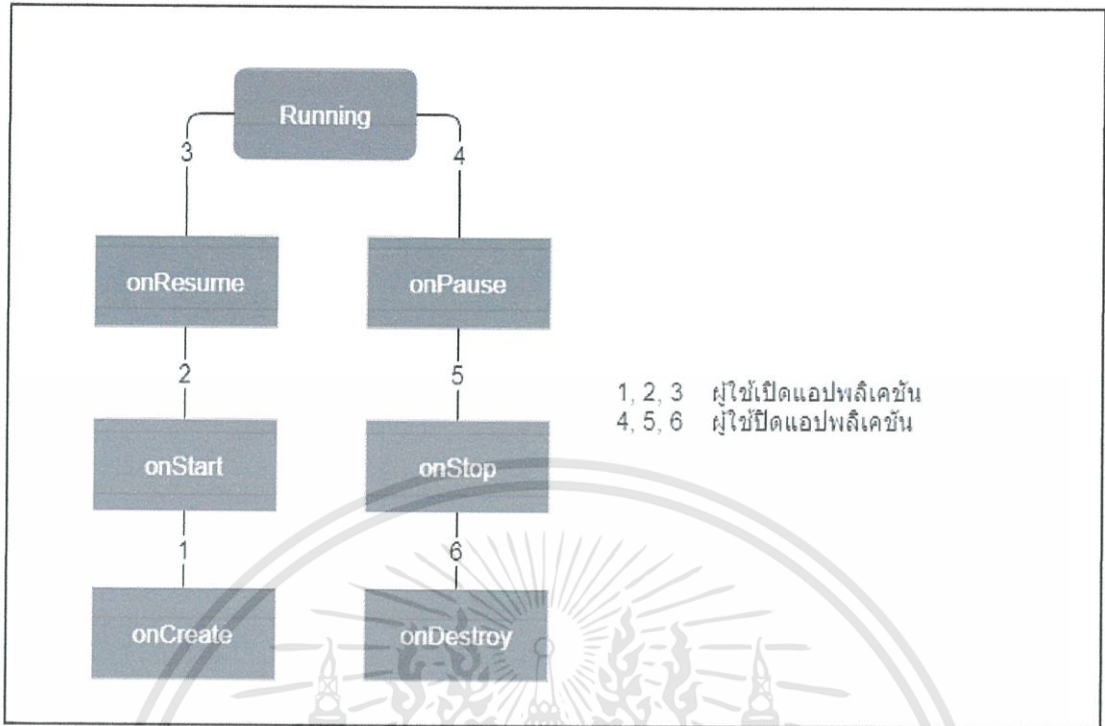 Running
3
4
onResume
onPause
2
5
1, 2, 3 ผู้ใช้เปิดแอปพลิเคชัน
4, 5, 6 ผู้ใช้ปิดแอปพลิเคชัน
onStart
onStop
1
6
onCreate
onDestroy